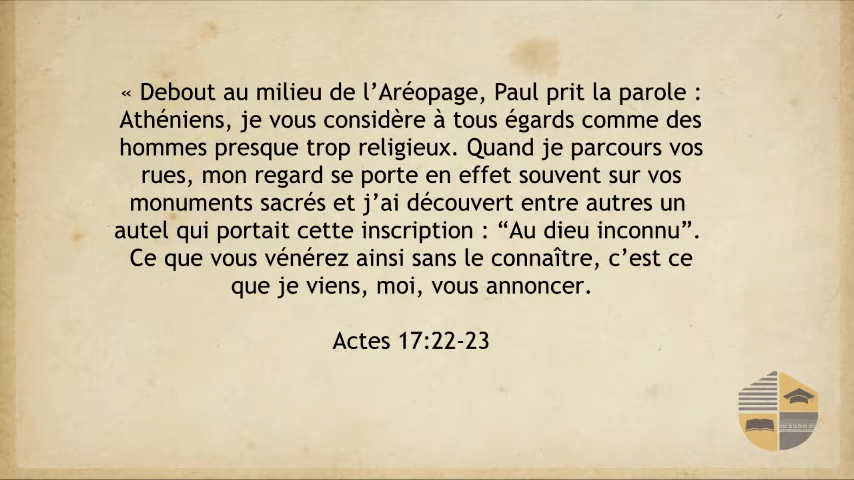 « Debout au milieu de l’Aréopage, Paul prit la parole :
Athéniens, je vous considère à tous égards comme des
hommes presque trop religieux. Quand je parcours vos
rues, mon regard se porte en effet souvent sur vos
monuments sacrés et j’ai découvert entre autres un
autel qui portait cette inscription : “Au dieu inconnu”.
Ce que vous vénérez ainsi sans le connaître, c’est ce
que je viens, moi, vous annoncer.
Actes 17:22-23